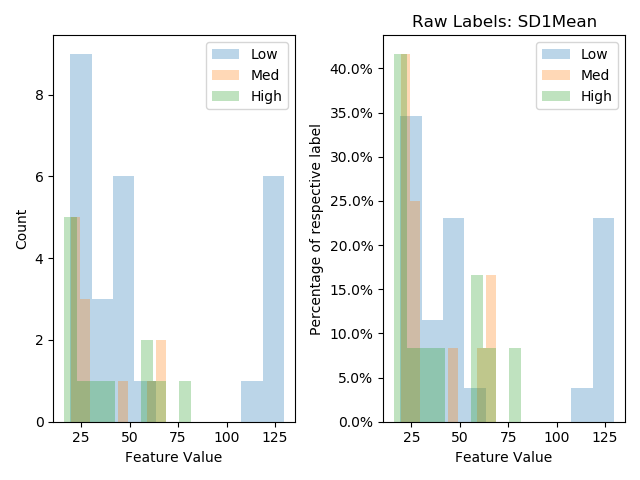 Raw Labels: SD1Mean
Count
8
6
4
2
0
25 50 75 100 125
Feature Value
Low
Med
High
Percentage of respective label
40.0%
35.0%
30.0%
25.0%
20.0%
15.0%
10.0%
5.0%
0.0%
25 50 75 100 125
Feature Value
Low
Med
High